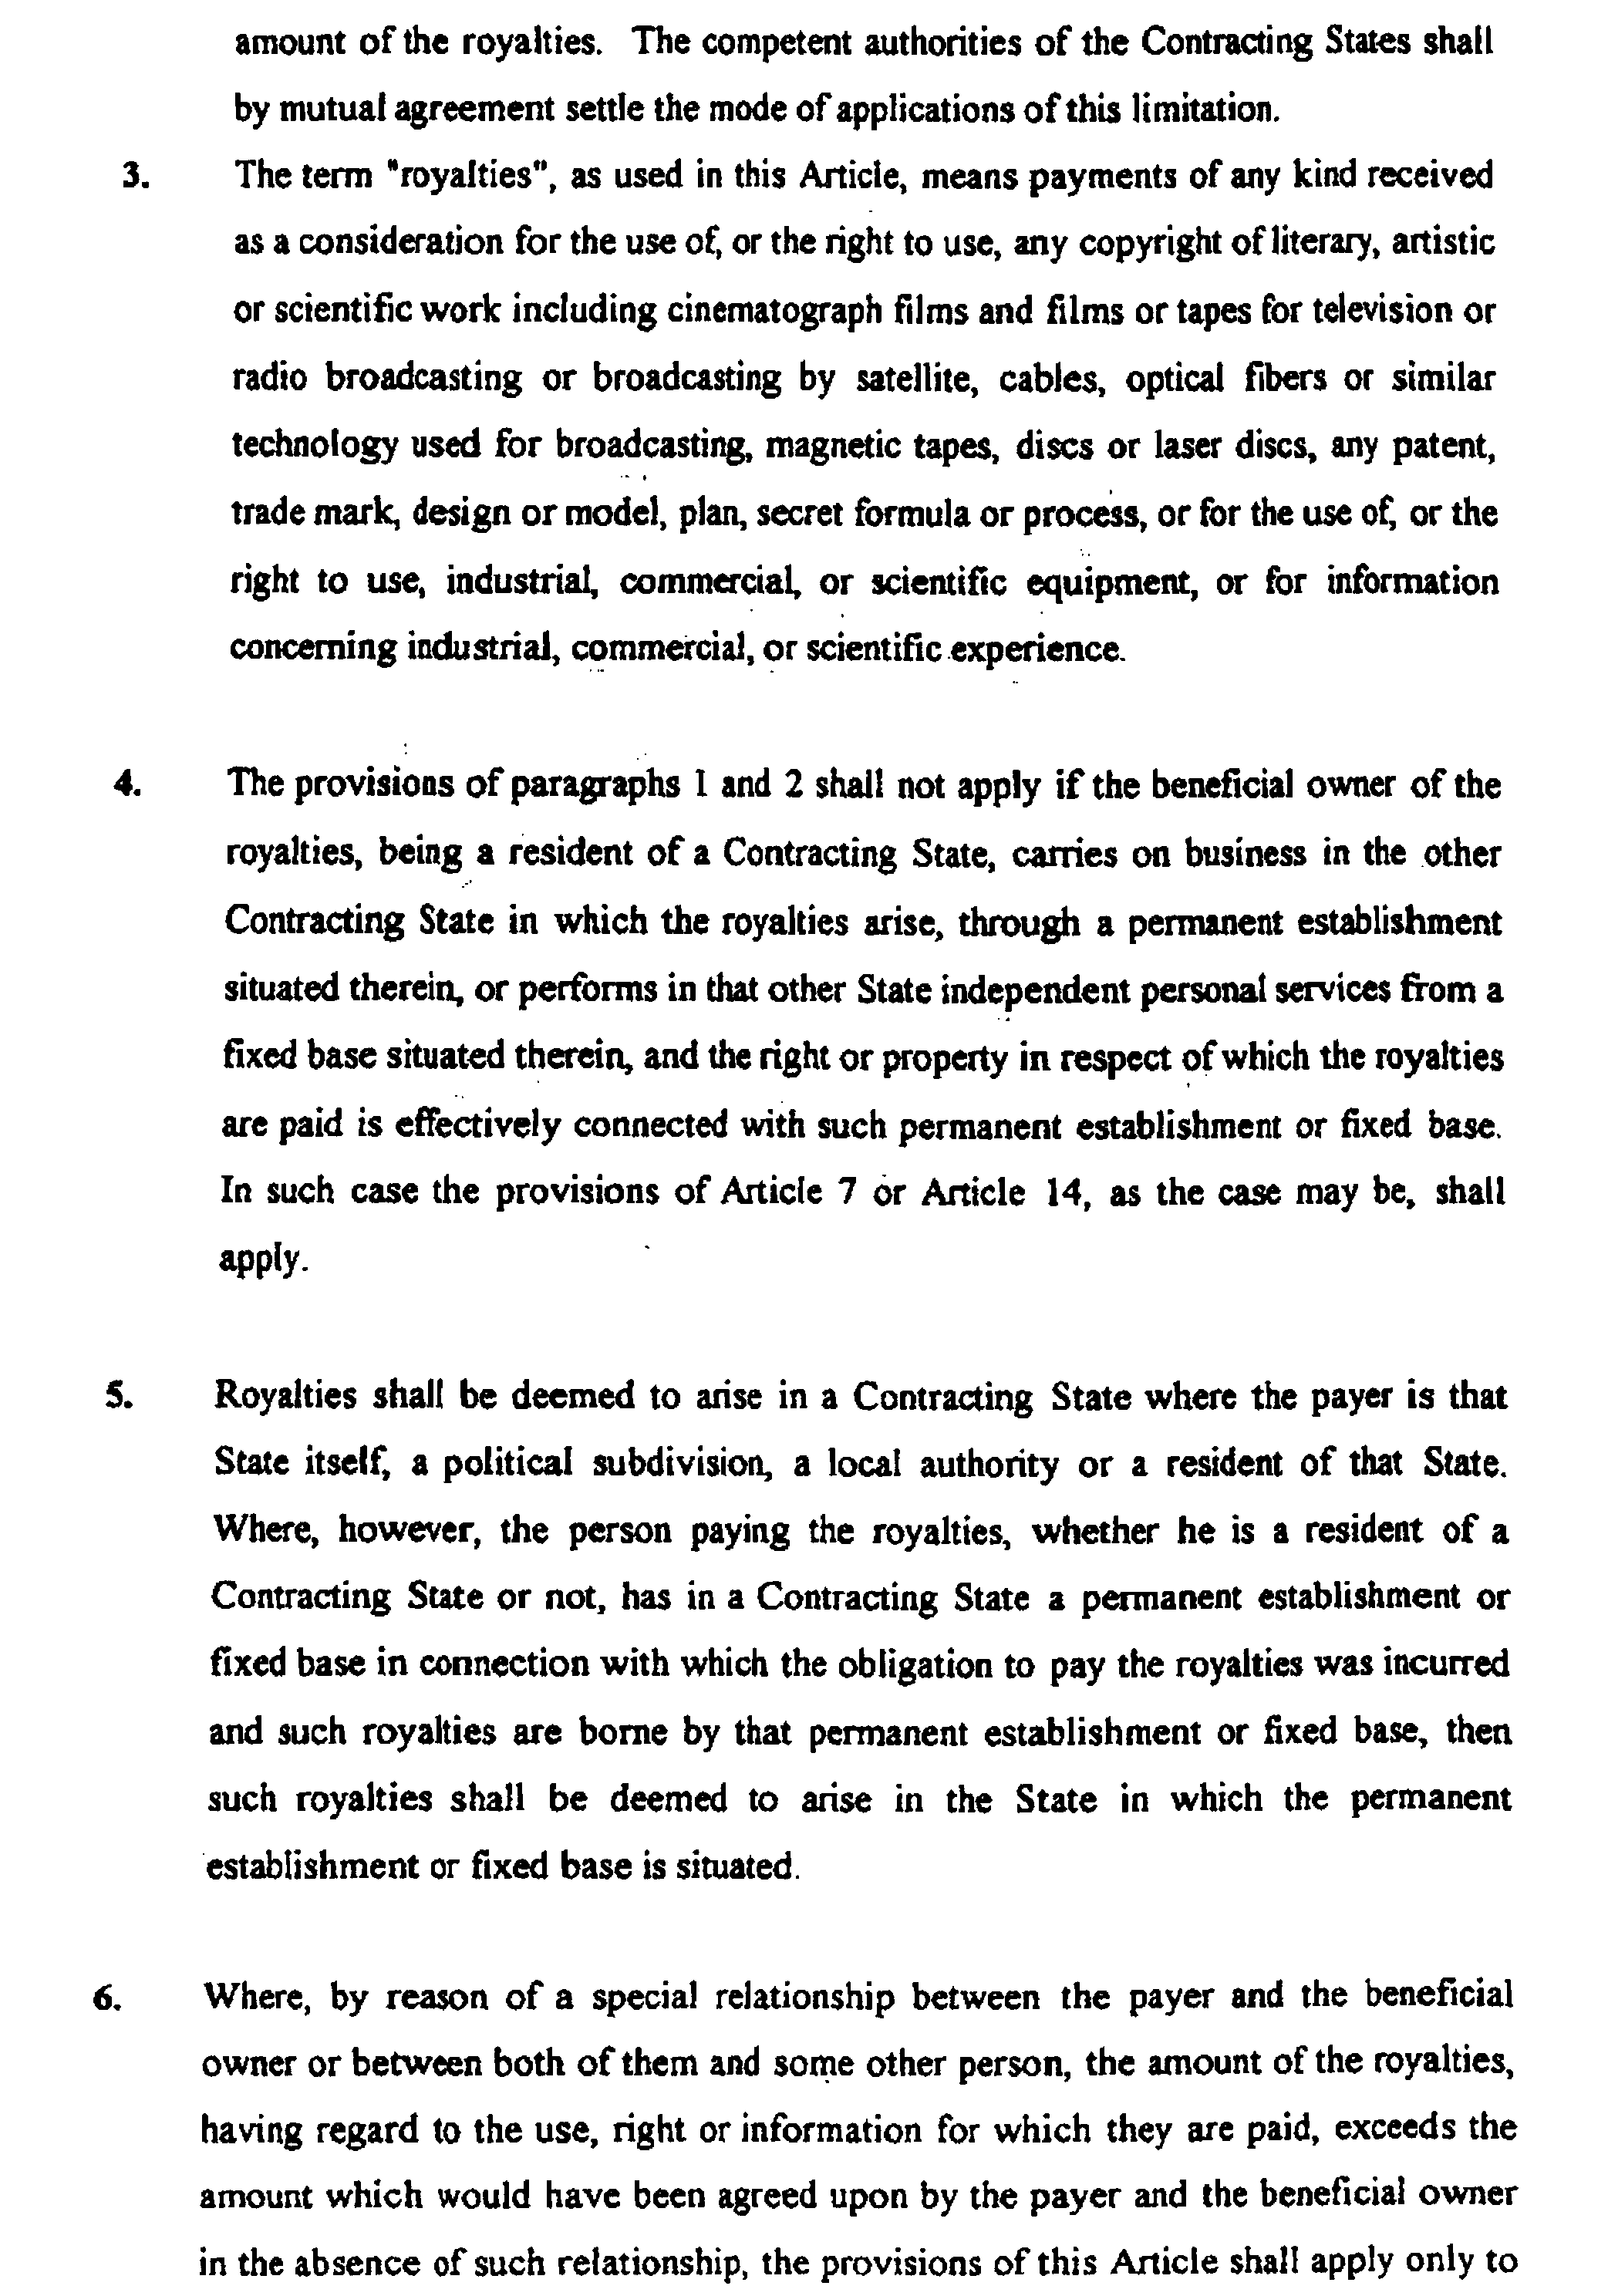 amount of the royalties. The competent authorities of the Contracting States shall
by mutual agreement settle the mode of applications of this limitation.
3. The term "royalties", as used in this Article, means payments of any kind received
as a consideration for the use of, or the right to use, any copyright of literary, artistic
or scientific work including cinematograph films and films or tapes for television or
radio broadcasting or broadcasting by satellite, cables, optical fibers or similar
technology used for broadcasting, magnetic tapes, discs or laser discs, any patent,
trade mark, design or model, plan, secret formula or process, or for the use of, or the
right to use, industrial, commercial, or scientific equipment, or for information
concerning industrial, commercial, or scientific experience.
4. The provisions of paragraphs 1 and 2 shall not apply if the beneficial owner of the
royalties, being a resident of a Contracting State, carries on business in the other
Contracting State in which the royalties arise, through a permanent establishment
situated therein, or performs in that other State independent personal services from a
fixed base situated therein, and the right or property in respect of which the royalties
are paid is effectively connected with such permanent establishment or fixed base.
In such case the provisions of Article 7 or Article 14, as the case may be, shall
apply.
5. Royalties shall be deemed to arise in a Contracting State where the payer is that
State itself, a political subdivision, a local authority or a resident of that State.
Where, however, the person paying the royalties, whether he is a resident of a
Contracting State or not, has in a Contracting State a permanent establishment or
fixed base in connection with which the obligation to pay the royalties was incurred
and such royalties are borne by that permanent establishment or fixed base, then
such royalties shall be deemed to arise in the State in which the permanent
establishment or fixed base is situated.
6. Where, by reason of a special relationship between the payer and the beneficial
owner or between both of them and some other person, the amount of the royalties,
having regard to the use, right or information for which they are paid, exceeds the
amount which would have been agreed upon by the payer and the beneficial owner
in the absence of such relationship, the provisions of this Article shall apply only to